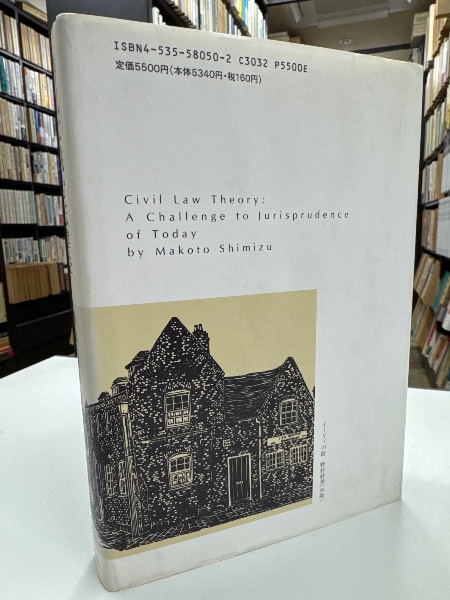 ISBN4-535-58050-2 C3032 P5500E
定価5500円(本体5340円・税160円)
Civil Law Theory:
A Challenge to Jurisprudence
of Today
by Makoto Shimizu